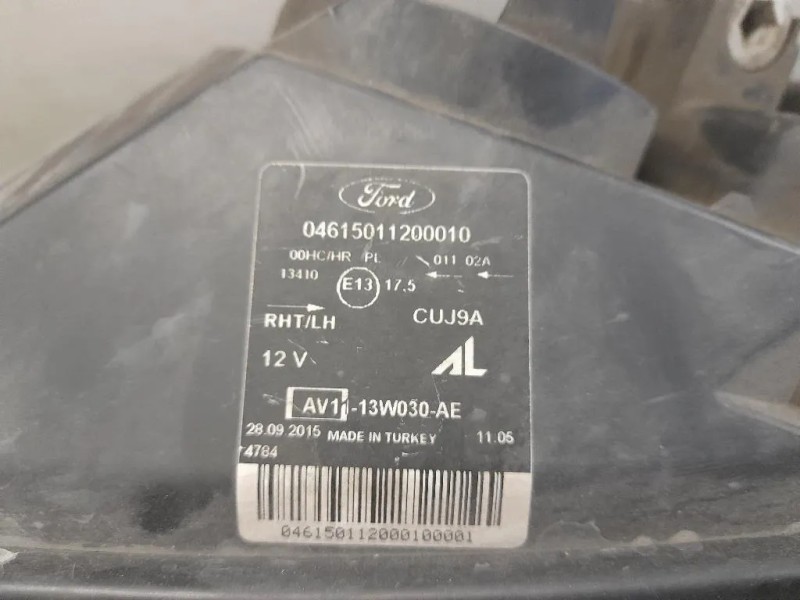 Ford
04615011200010
00HC/HR PL 011 02A
13410 E13 17.5
RHT/LH CUJ9A
12 V AL
AV11-13W030-AE
28.09.2015 MADE IN TURKEY 11.05
4784
046150112000100001